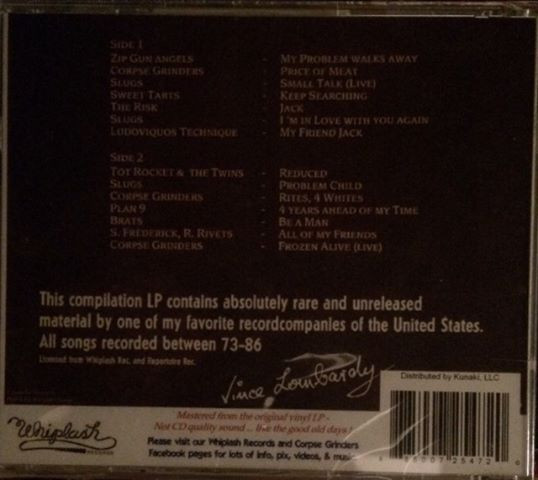 Side 1
Zip Gun angels - My Problem walks away
Corpse Grinders - Price of Meat
Slugs - Small Talk (Live)
Sweet Tarts - Keep Searching
The Risk - Jack
Slugs - I 'm in Love with you again
Ludoviquos Technique - My Friend Jack
Side 2
Tot Rocket & the Twins - Reduced
Slugs - Problem Child
Corpse Grinders - Rites, 4 Whites
Plan 9 - 4 years ahead of my Time
Brats - Be a Man
S. Frederick, R. Rivets - All of my Friends
Corpse Grinders - Frozen Alive (live)
This compilation LP contains absolutely rare and unreleased
material by one of my favorite recordcompanies of the United States.
All songs recorded between 73-86
Licensed from Whiplash Rec. and Repertoire Rec.
Vince Lombardy
Distributed by Kunaki, LLC
Whiplash
RECORDS
Mastered from the original vinyl LP -
Not CD quality sound .. live the good old days !
Please visit our Whiplash Records and Corpse Grinders
Facebook pages for lots of info, pix, videos, & music
85007 25472